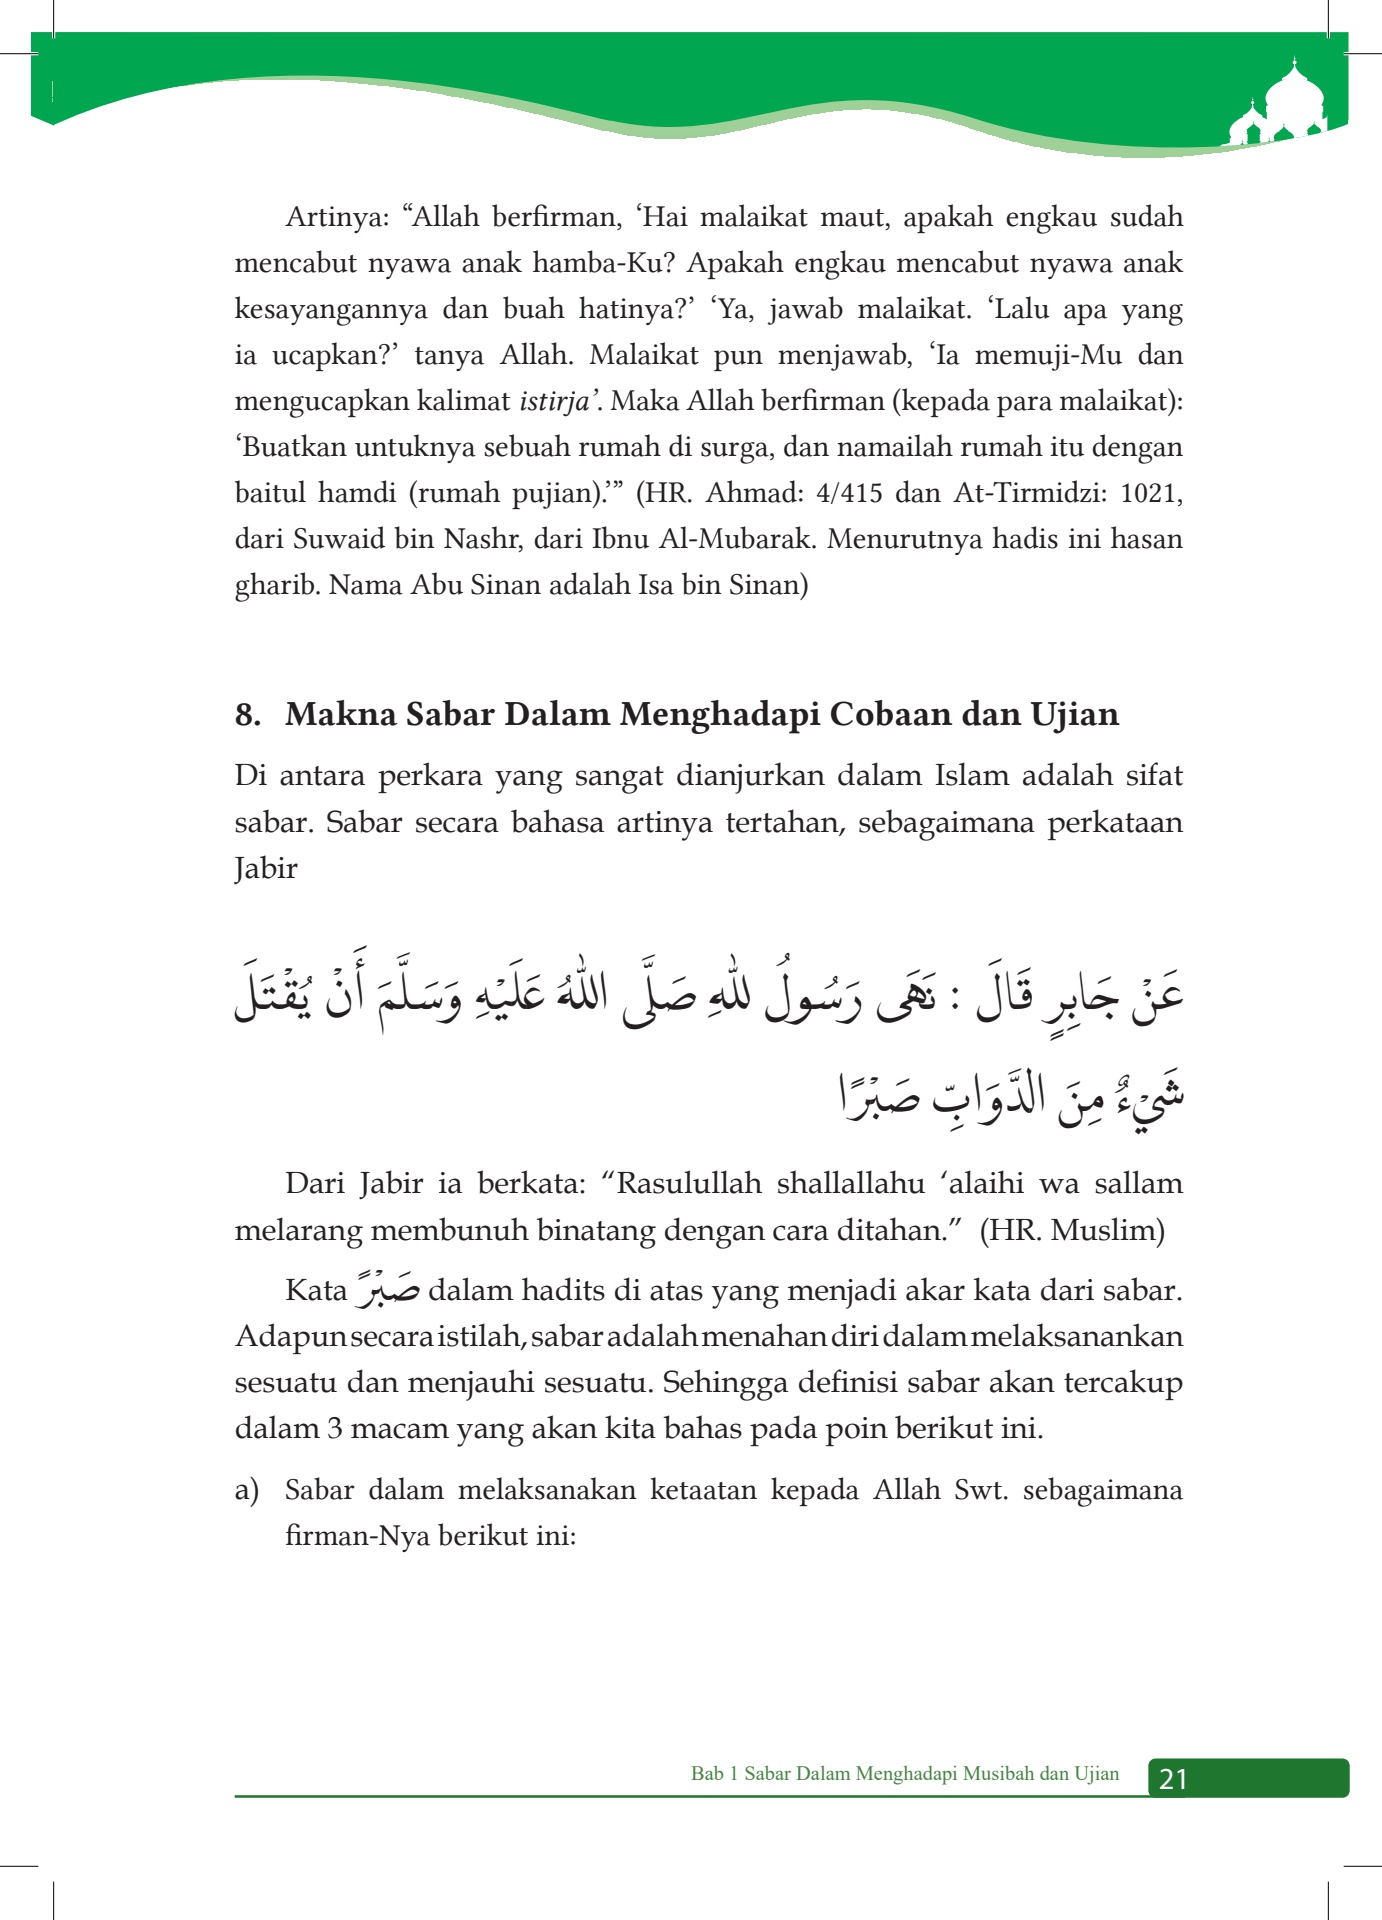 Artinya: “Allah berfirman, ‘Hai malaikat maut, apakah engkau sudah
mencabut nyawa anak hamba-Ku? Apakah engkau mencabut nyawa anak
kesayangannya dan buah hatinya?’ ‘Ya, jawab malaikat. ‘Lalu apa yang
ia ucapkan?’ tanya Allah. Malaikat pun menjawab, ‘Ia memuji-Mu dan
mengucapkan kalimat istirja’. Maka Allah berfirman (kepada para malaikat):
‘Buatkan untuknya sebuah rumah di surga, dan namailah rumah itu dengan
baitul hamdi (rumah pujian).’” (HR. Ahmad: 4/415 dan At-Tirmidzi: 1021,
dari Suwaid bin Nashr, dari Ibnu Al-Mubarak. Menurutnya hadis ini hasan
gharib. Nama Abu Sinan adalah Isa bin Sinan)
8. Makna Sabar Dalam Menghadapi Cobaan dan Ujian
Di antara perkara yang sangat dianjurkan dalam Islam adalah sifat
sabar. Sabar secara bahasa artinya tertahan, sebagaimana perkataan
Jabir
عَنْ جَابِرٍ قَالَ : نَهَى رَسُولُ للهِ صَلَّى اللهُ عَلَيْهِ وَسَلَّمَ أَنْ يُقْتَلَ
شَيْءٌ مِنَ الدَّوَابِّ صَبْرًا
Dari Jabir ia berkata: “Rasulullah shallallahu ‘alaihi wa sallam
melarang membunuh binatang dengan cara ditahan.” (HR. Muslim)
Kata صَبْرً dalam hadits di atas yang menjadi akar kata dari sabar.
Adapun secara istilah, sabar adalah menahan diri dalam melaksanankan
sesuatu dan menjauhi sesuatu. Sehingga definisi sabar akan tercakup
dalam 3 macam yang akan kita bahas pada poin berikut ini.
a) Sabar dalam melaksanakan ketaatan kepada Allah Swt. sebagaimana
firman-Nya berikut ini:
Bab 1 Sabar Dalam Menghadapi Musibah dan Ujian 21